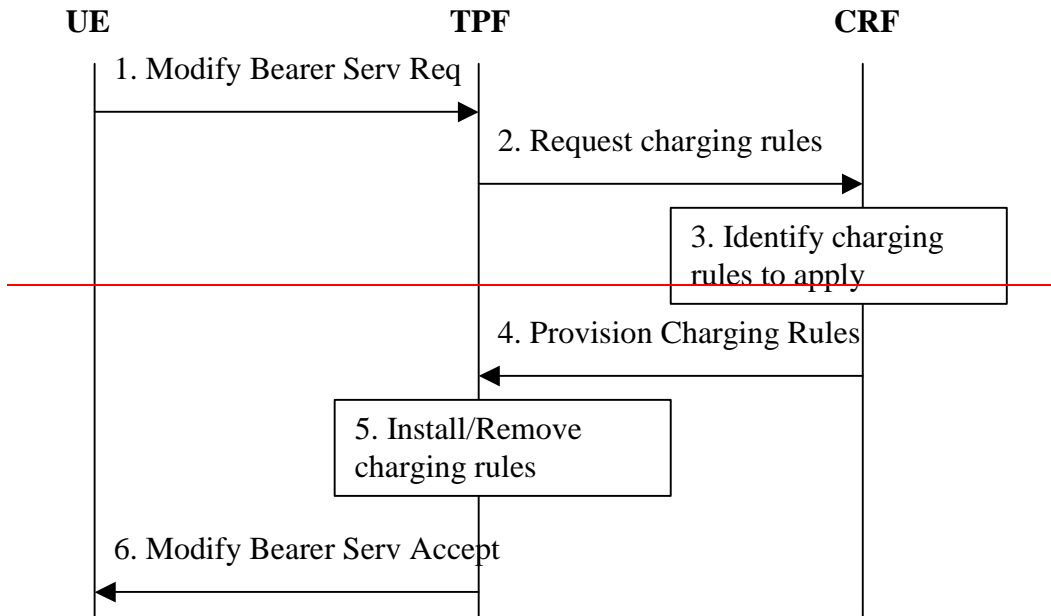 UE TPF CRF
1. Modify Bearer Serv Req
2. Request charging rules
3. Identify charging
rules to apply
4. Provision Charging Rules
5. Install/Remove
charging rules
6. Modify Bearer Serv Accept